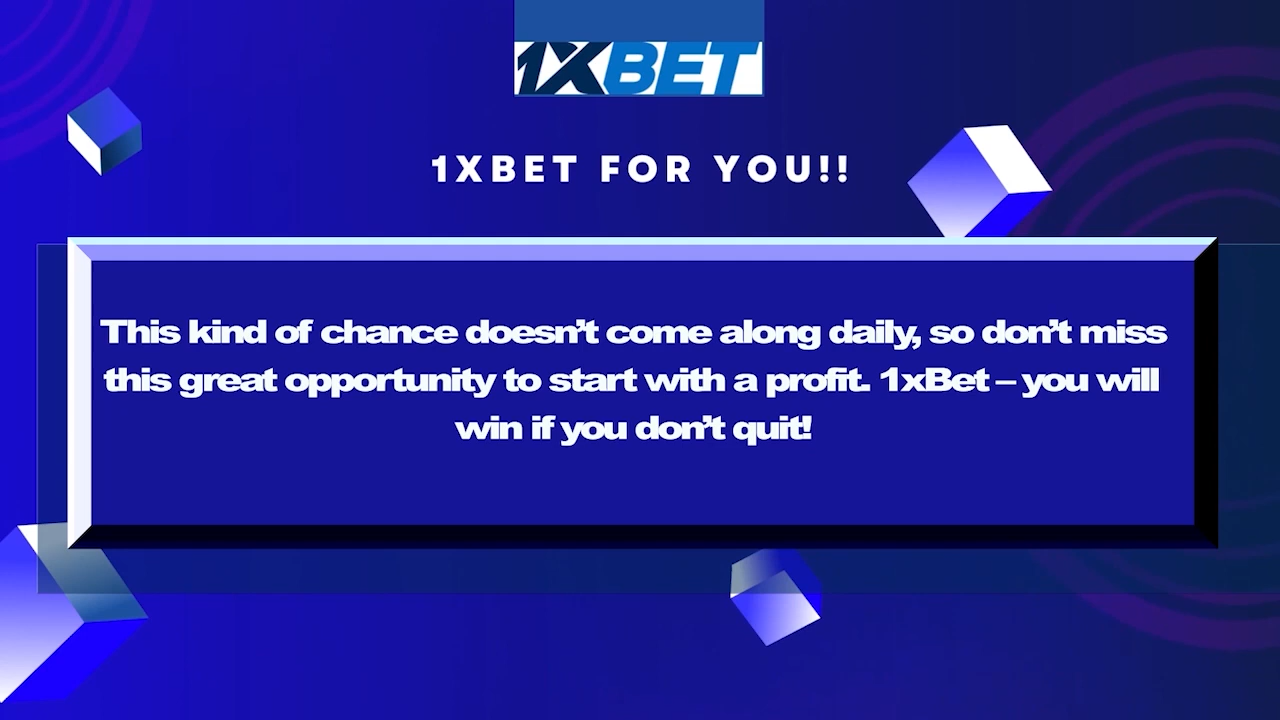 1XBET
1XBET FOR YOU!!
This kind of chance doesn’t come along daily, so don’t miss
this great opportunity to start with a profit. 1xBet – you will
win if you don’t quit!